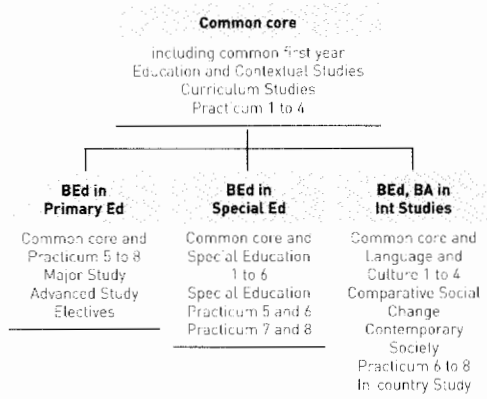 Common core
including common first year
Education and Contextual Studies
Curriculum Studies
Practicum 1 to 4
BEd in
Primary Ed
Common core and
Practicum 5 to 8
Major Study
Advanced Study
Electives
BEd in
Special Ed
Common core and
Special Education
1 to 6
Special Education
Practicum 5 and 6
Practicum 7 and 8
BEd, BA in
Int Studies
Common core and
Language and
Culture 1 to 4
Comparative Social
Change
Contemporary
Society
Practicum 6 to 8
In-country Study